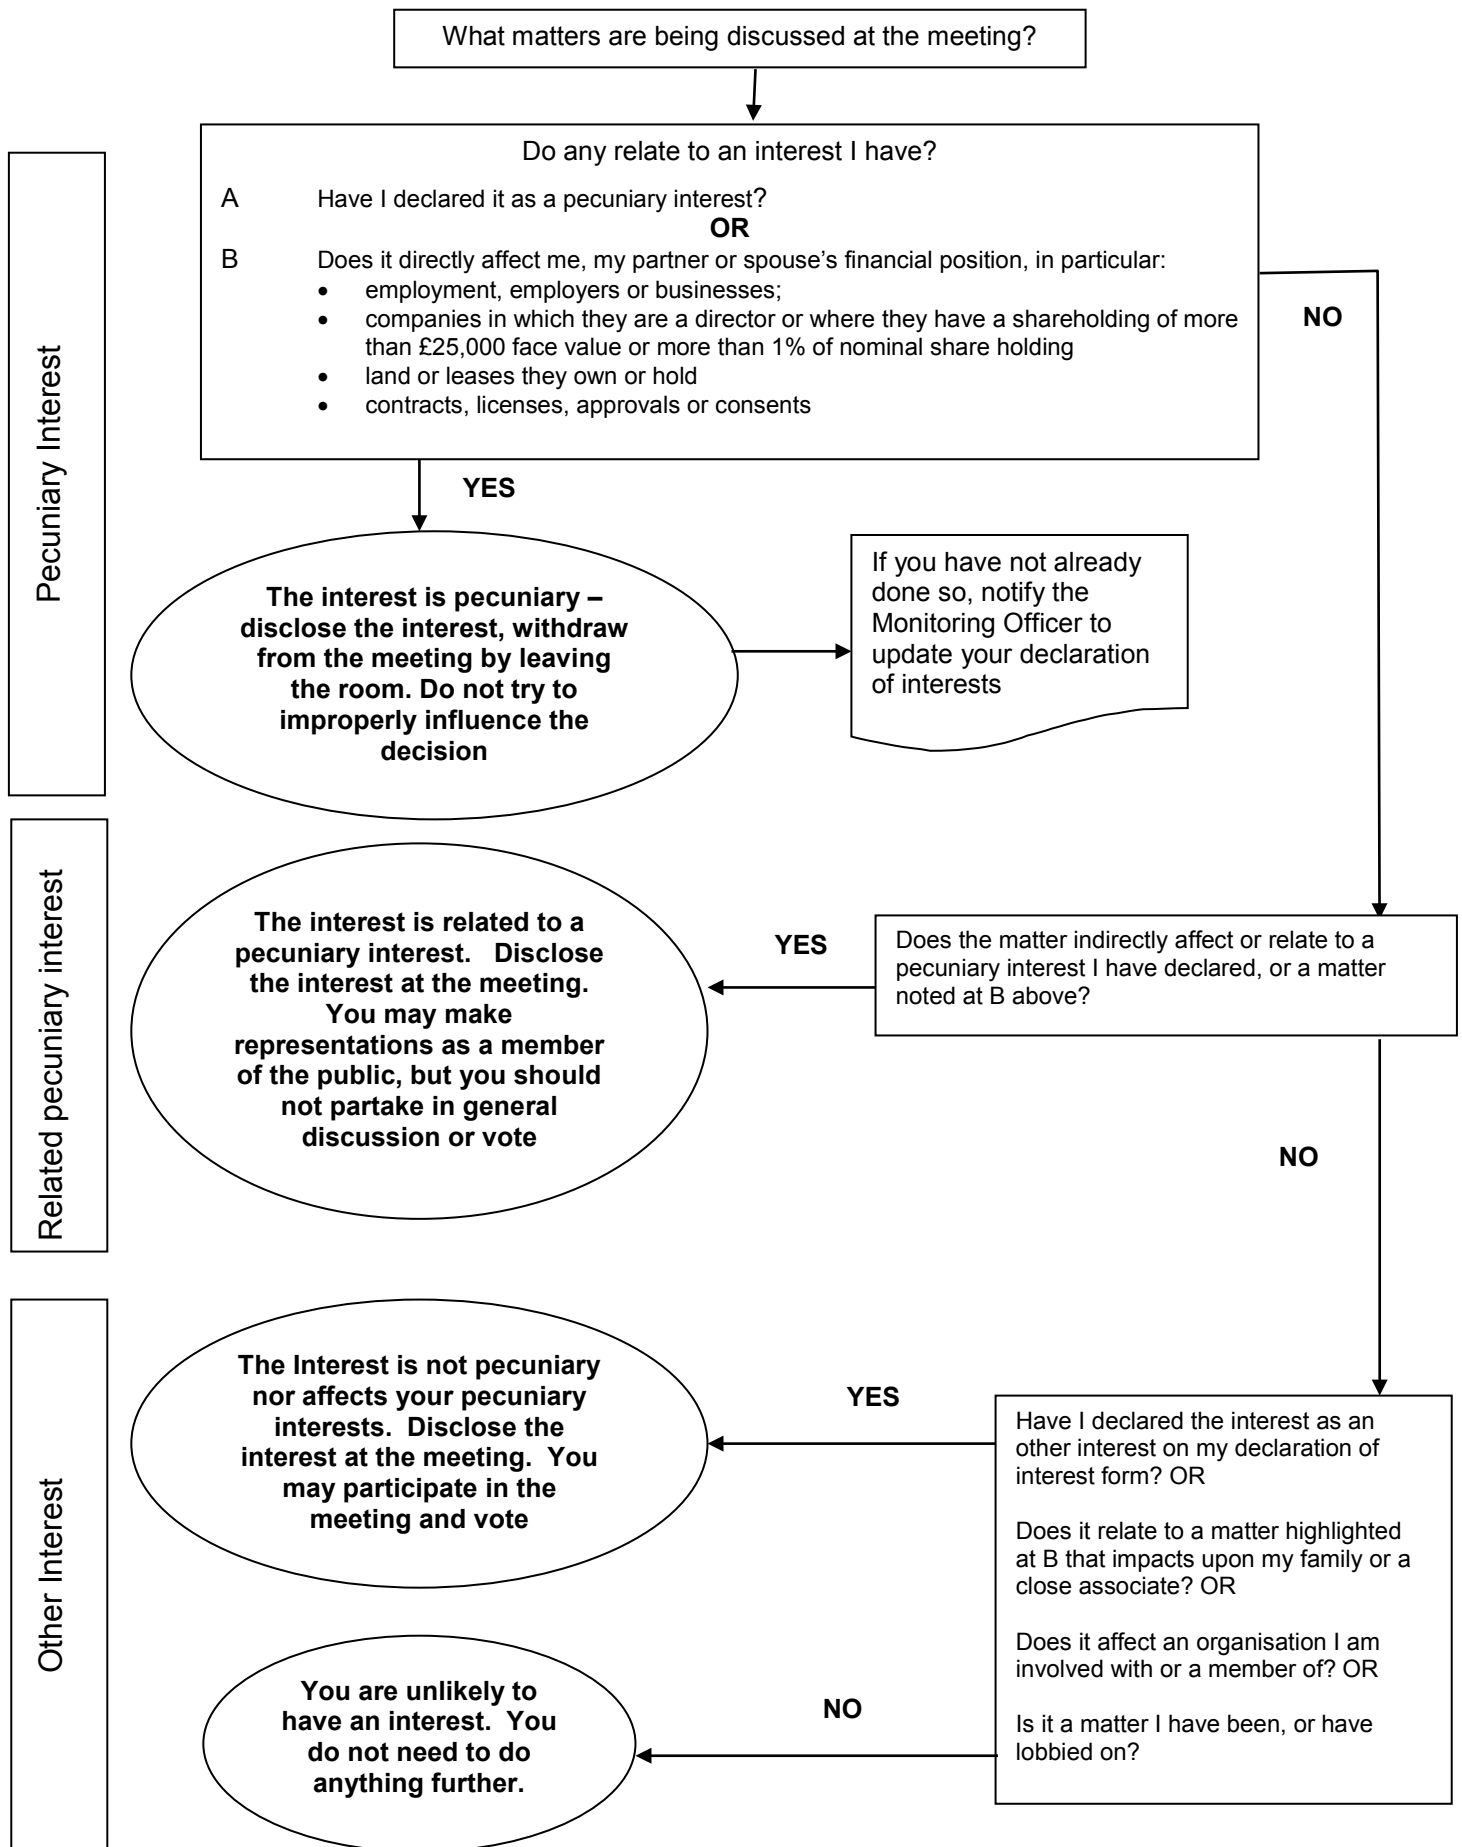 What matters are being discussed at the meeting?
Pecuniary Interest
Do any relate to an interest I have?
A Have I declared it as a pecuniary interest?
OR
B Does it directly affect me, my partner or spouse's financial position, in particular:
• employment, employers or businesses;
• companies in which they are a director or where they have a shareholding of more
than £25,000 face value or more than 1% of nominal share holding
• land or leases they own or hold
• contracts, licenses, approvals or consents
NO
YES
The interest is pecuniary –
disclose the interest, withdraw
from the meeting by leaving
the room. Do not try to
improperly influence the
decision
If you have not already
done so, notify the
Monitoring Officer to
update your declaration
of interests
Related pecuniary interest
The interest is related to a
pecuniary interest. Disclose
the interest at the meeting.
You may make
representations as a member
of the public, but you should
not partake in general
discussion or vote
YES
Does the matter indirectly affect or relate to a
pecuniary interest I have declared, or a matter
noted at B above?
NO
Other Interest
The Interest is not pecuniary
nor affects your pecuniary
interests. Disclose the
interest at the meeting. You
may participate in the
meeting and vote
YES
Have I declared the interest as an
other interest on my declaration of
interest form? OR
Does it relate to a matter highlighted
at B that impacts upon my family or a
close associate? OR
Does it affect an organisation I am
involved with or a member of? OR
Is it a matter I have been, or have
lobbied on?
NO
You are unlikely to
have an interest. You
do not need to do
anything further.